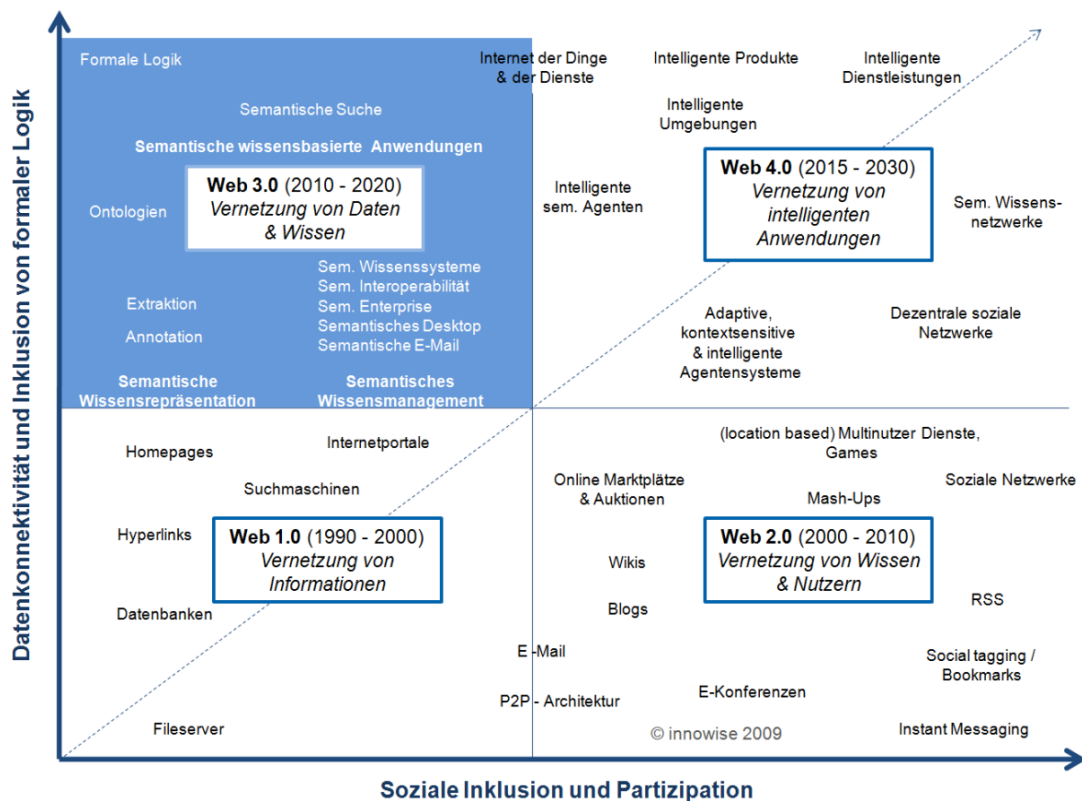 Datenkonnektivität und Inklusion von formaler Logik
Formale Logik
Semantische Suche
Semantische wissensbasierte Anwendungen
Web 3.0 (2010 - 2020)
Vernetzung von Daten
& Wissen
Ontologien
Sem. Wissenssysteme
Sem. Interoperabilität
Sem. Enterprise
Semantisches Desktop
Semantische E-Mail
Extraktion
Annotation
Semantische
Wissensrepräsentation
Semantisches
Wissensmanagement
Internet der Dinge
& der Dienste
Intelligente Produkte
Intelligente
Dienstleistungen
Intelligente
Umgebungen
Web 4.0 (2015 - 2030)
Vernetzung von
intelligenten
Anwendungen
Intelligente
sem. Agenten
Sem. Wissens-
netzwerke
Adaptive,
kontextsensitive
& intelligente
Agentensysteme
Dezentrale soziale
Netzwerke
Homepages
Internetportale
Suchmaschinen
Hyperlinks
Web 1.0 (1990 - 2000)
Vernetzung von
Informationen
Datenbanken
Fileserver
E-Mail
P2P - Architektur
(location based) Multinutzer Dienste,
Games
Online Marktplätze
& Auktionen
Soziale Netzwerke
Mash-Ups
Wikis
Web 2.0 (2000 - 2010)
Vernetzung von Wissen
& Nutzern
Blogs
RSS
Social tagging /
Bookmarks
E-Konferenzen
© innowise 2009
Instant Messaging
Soziale Inklusion und Partizipation